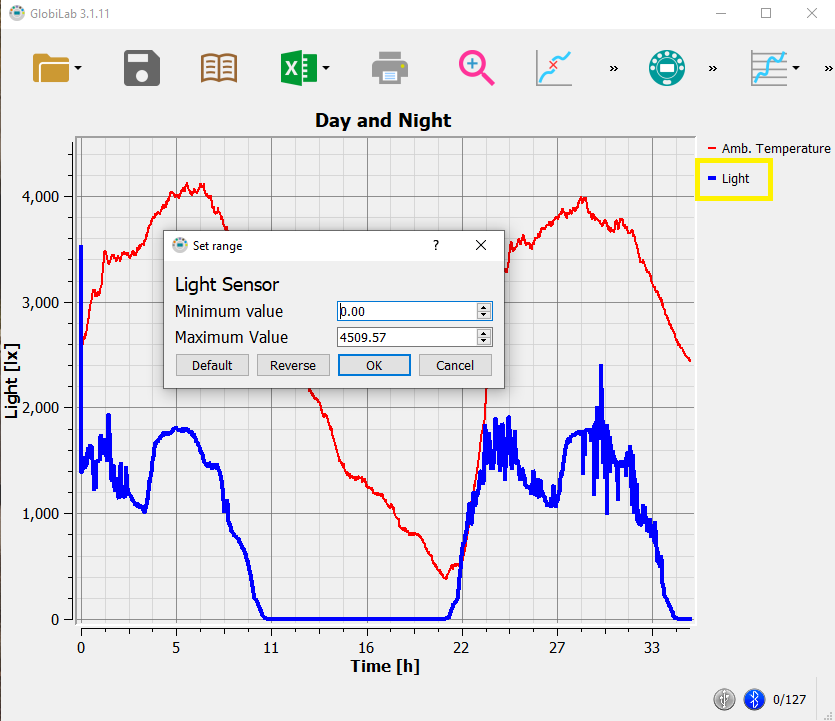 GlobiLab 3.1.11
»
»
»
Day and Night
Amb. Temperature
Light
4,000
3,000
2,000
1,000
0
Light [lx]
Set range
?
Light Sensor
Minimum value
0.00
Maximum Value
4509.57
Default
Reverse
OK
Cancel
0
5
11
16
22
27
33
Time [h]
0/127